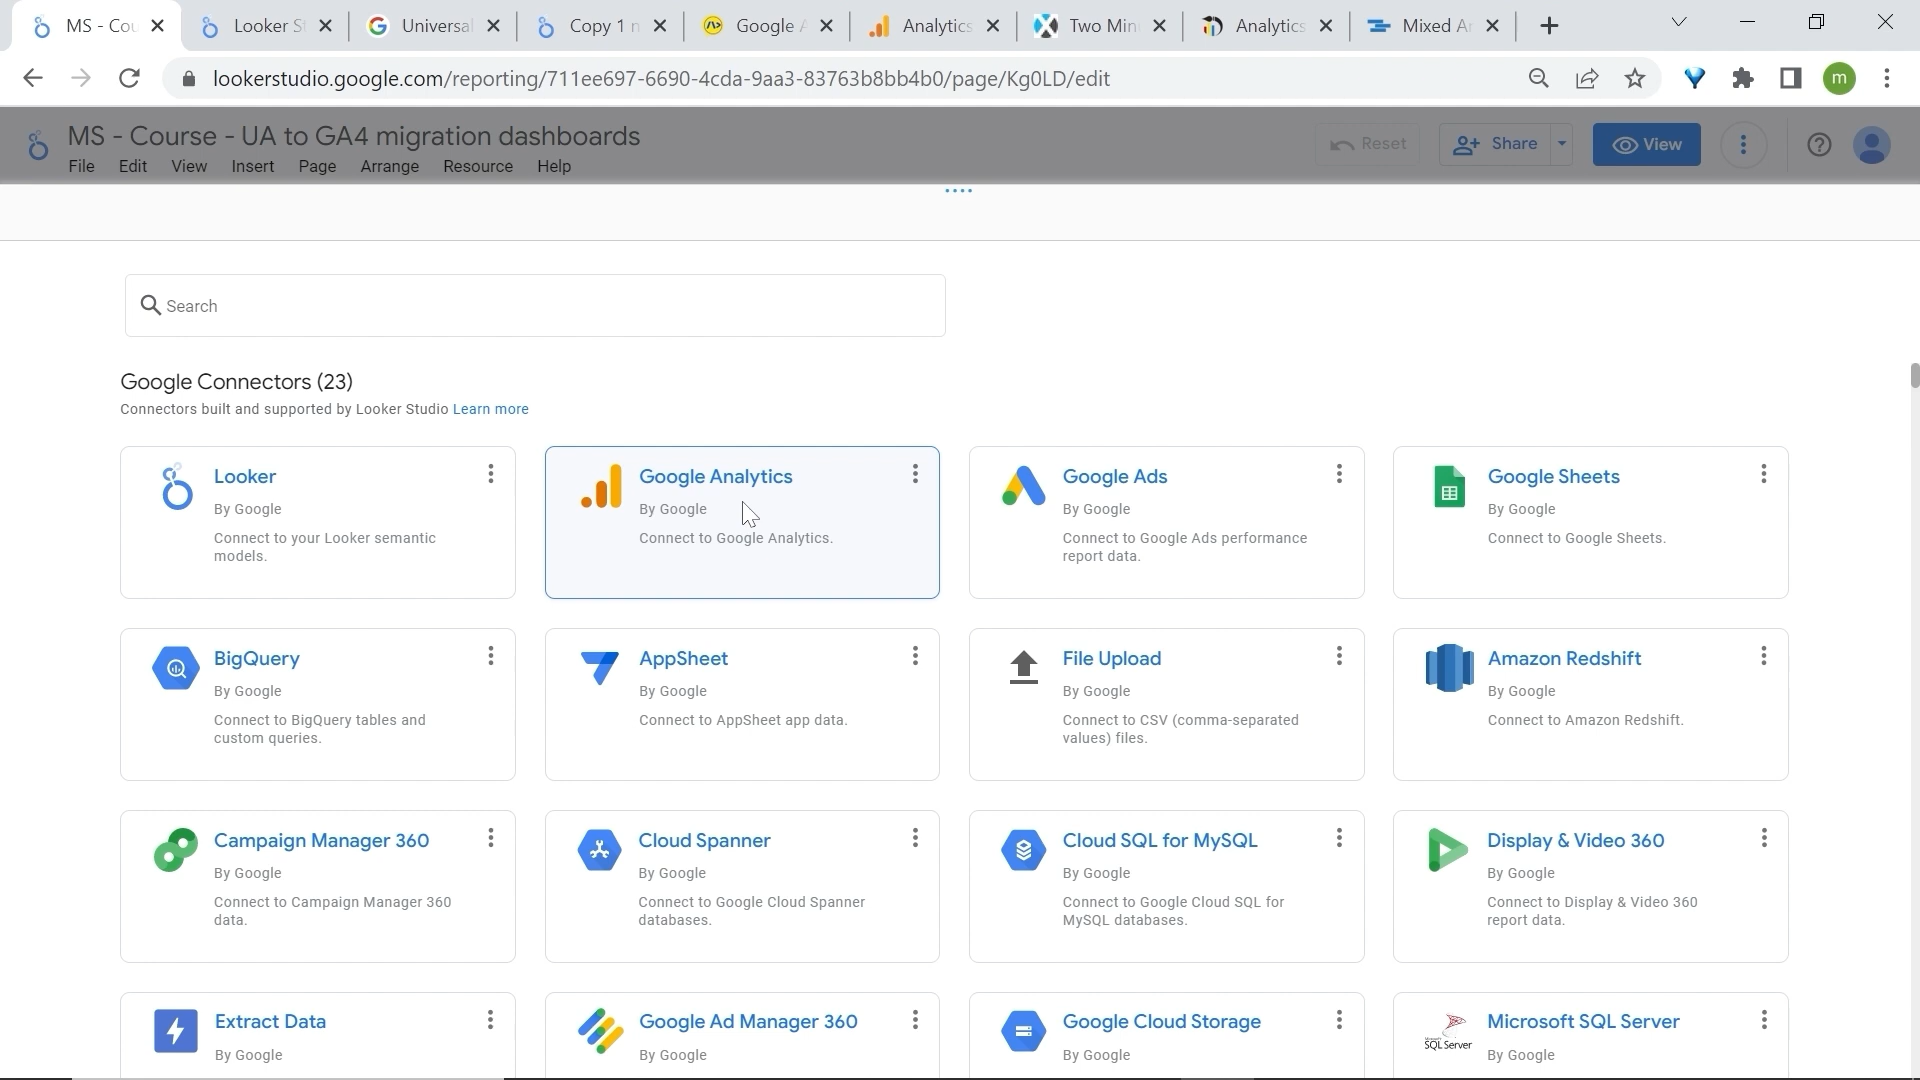 MS - Cou
Looker S
Universal
Copy 1 n
Google A
Analytics
Two Min
Analytics
Mixed A
lookerstudio.google.com/reporting/711ee697-6690-4cda-9aa3-83763b8bb4b0/page/Kg0LD/edit
m
MS - Course - UA to GA4 migration dashboards
Reset
Share
View
File Edit View Insert Page Arrange Resource Help
Search
Google Connectors (23)
Connectors built and supported by Looker Studio Learn more
Looker
By Google
Connect to your Looker semantic
models.
Google Analytics
By Google
Connect to Google Analytics.
Google Ads
By Google
Connect to Google Ads performance
report data.
Google Sheets
By Google
Connect to Google Sheets.
BigQuery
By Google
Connect to BigQuery tables and
custom queries.
AppSheet
By Google
Connect to AppSheet app data.
File Upload
By Google
Connect to CSV (comma-separated
values) files.
Amazon Redshift
By Google
Connect to Amazon Redshift.
Campaign Manager 360
By Google
Connect to Campaign Manager 360
data.
Cloud Spanner
By Google
Connect to Google Cloud Spanner
databases.
Cloud SQL for MySQL
By Google
Connect to Google Cloud SQL for
MySQL databases.
Display & Video 360
By Google
Connect to Display & Video 360
report data.
Extract Data
By Google
Google Ad Manager 360
By Google
Google Cloud Storage
By Google
SQL Server
Microsoft SQL Server
By Google